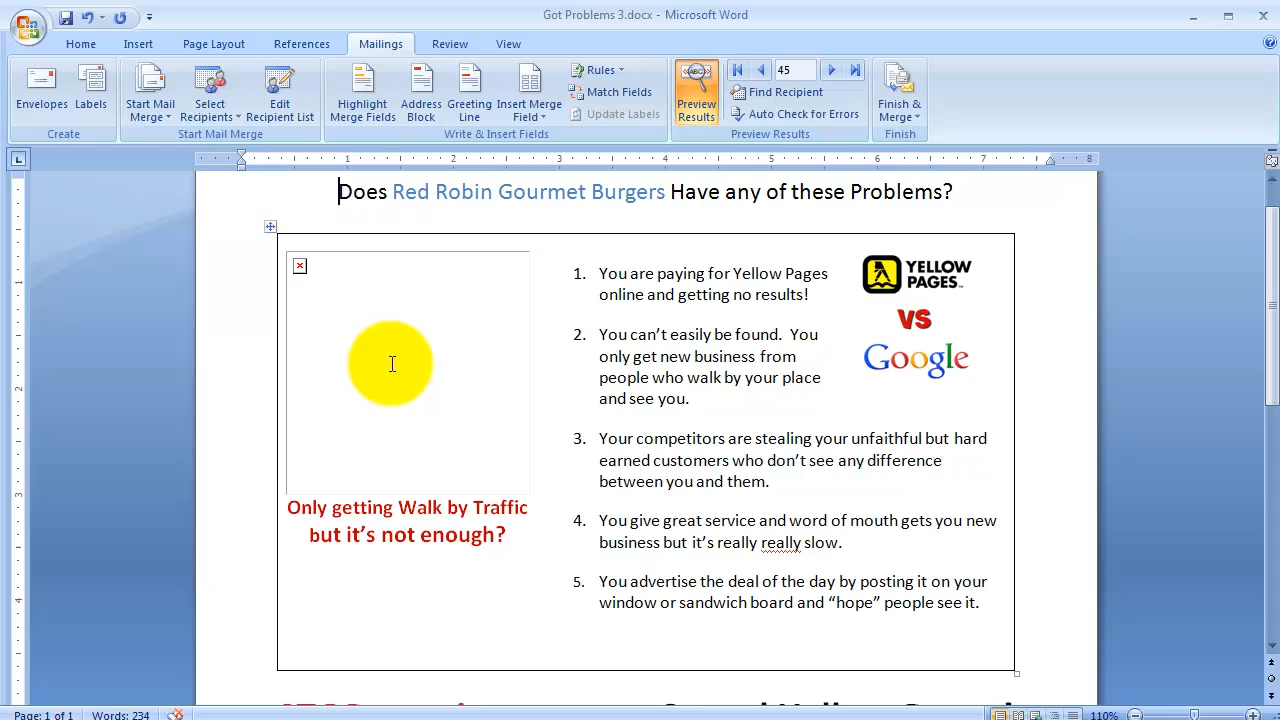 Got Problems 3.docx - Microsoft Word
Home Insert Page Layout References Mailings Review View
Envelopes Labels Start Mail Merge Select Recipients Edit Recipient List Highlight Merge Fields Address Block Greeting Line Insert Merge Field Rules Match Fields Update Labels Preview Results 45 Find Recipient Auto Check for Errors Finish & Merge
Create Start Mail Merge Write & Insert Fields Preview Results Finish
1 2 3 4 5 6 7 8
Does Red Robin Gourmet Burgers Have any of these Problems?
Only getting Walk by Traffic
but it’s not enough?
1. You are paying for Yellow Pages
online and getting no results!
2. You can’t easily be found. You
only get new business from
people who walk by your place
and see you.
3. Your competitors are stealing your unfaithful but hard
earned customers who don’t see any difference
between you and them.
4. You give great service and word of mouth gets you new
business but it’s really really slow.
5. You advertise the deal of the day by posting it on your
window or sandwich board and “hope” people see it.
YELLOW
PAGES™
VS
Google
Page: 1 of 1 Words: 234 110%